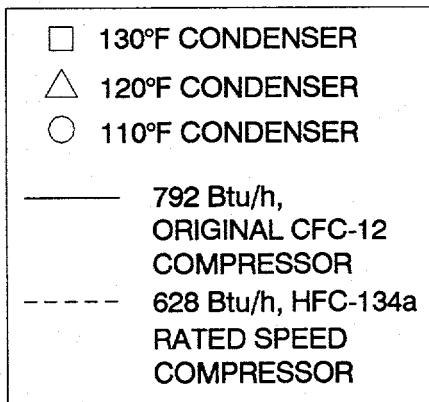 130°F CONDENSER
120°F CONDENSER
110°F CONDENSER
792 Btu/h,
ORIGINAL CFC-12
COMPRESSOR
628 Btu/h, HFC-134a
RATED SPEED
COMPRESSOR